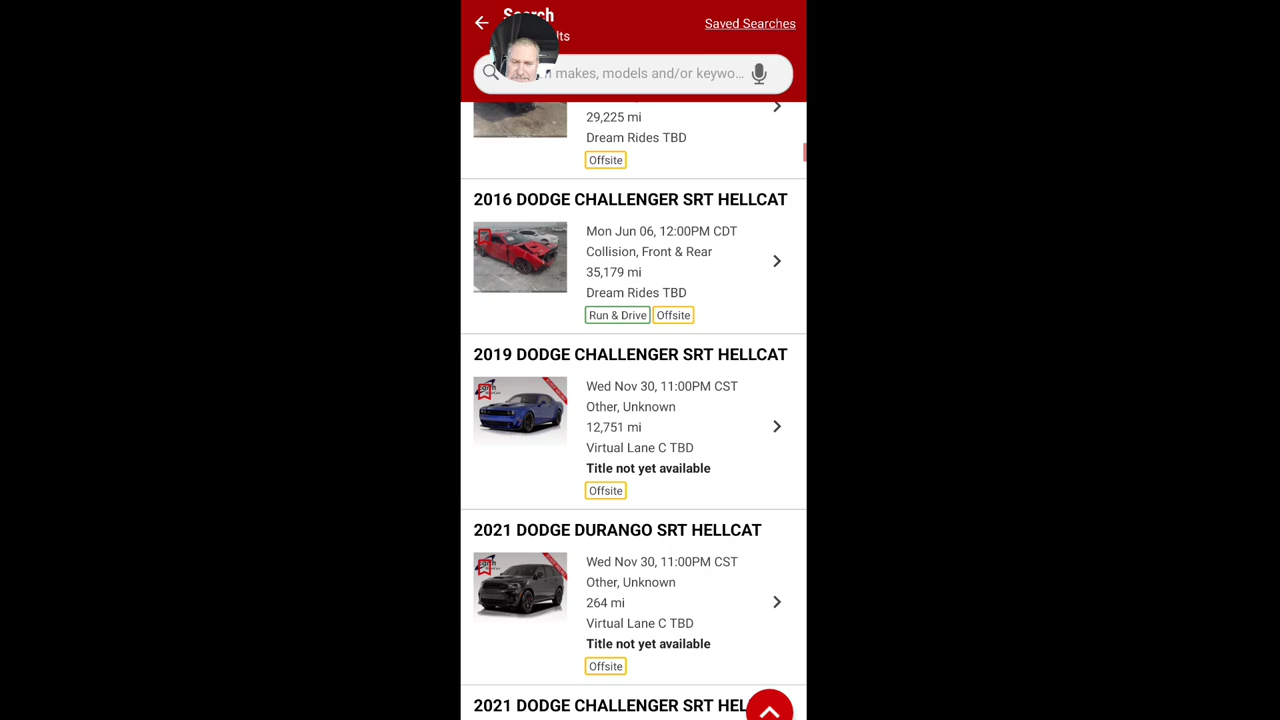 Search
lts
Saved Searches
makes, models and/or keywo...
29,225 mi
Dream Rides TBD
Offsite
2016 DODGE CHALLENGER SRT HELLCAT
Mon Jun 06, 12:00PM CDT
Collision, Front & Rear
35,179 mi
Dream Rides TBD
Run & Drive
Offsite
2019 DODGE CHALLENGER SRT HELLCAT
Wed Nov 30, 11:00PM CST
Other, Unknown
12,751 mi
Virtual Lane C TBD
Title not yet available
Offsite
2021 DODGE DURANGO SRT HELLCAT
Wed Nov 30, 11:00PM CST
Other, Unknown
264 mi
Virtual Lane C TBD
Title not yet available
Offsite
2021 DODGE CHALLENGER SRT HEL